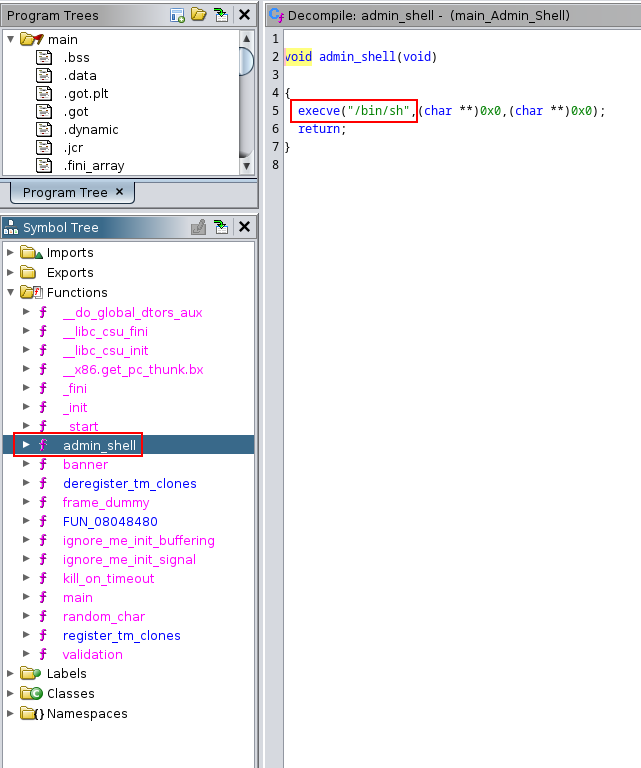 Program Trees
main
.bss
.data
.got.plt
.got
.dynamic
.jcr
.fini_array
Program Tree
Symbol Tree
Imports
Exports
Functions
__do_global_dtors_aux
__libc_csu_fini
__libc_csu_init
__x86.get_pc_thunk.bx
_fini
_init
_start
admin_shell
banner
deregister_tm_clones
frame_dummy
FUN_08048480
ignore_me_init_buffering
ignore_me_init_signal
kill_on_timeout
main
random_char
register_tm_clones
validation
Labels
Classes
Namespaces
Decompile: admin_shell - (main_Admin_Shell)
1
2 void admin_shell(void)
3
4 {
5 execve("/bin/sh",(char **)0x0,(char **)0x0);
6 return;
7 }
8